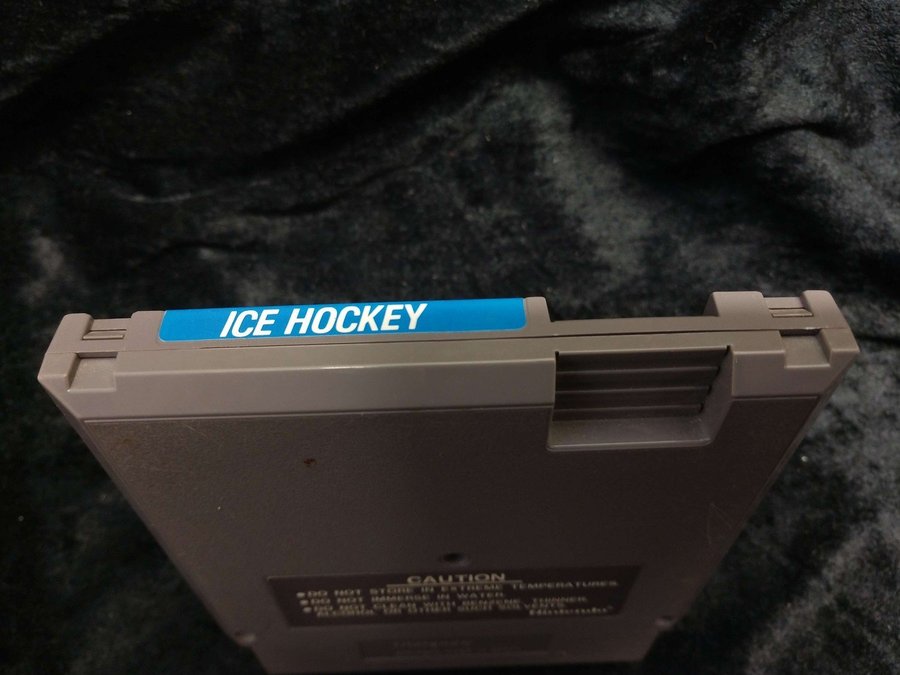 ICE HOCKEY
CAUTION
●DO NOT STORE IN EXTREME TEMPERATURES.
●DO NOT IMMERSE IN WATER.
●DO NOT CLEAN WITH BENZENE, THINNER,
ALCOHOL OR OTHER SUCH SOLVENTS.
Nintendo